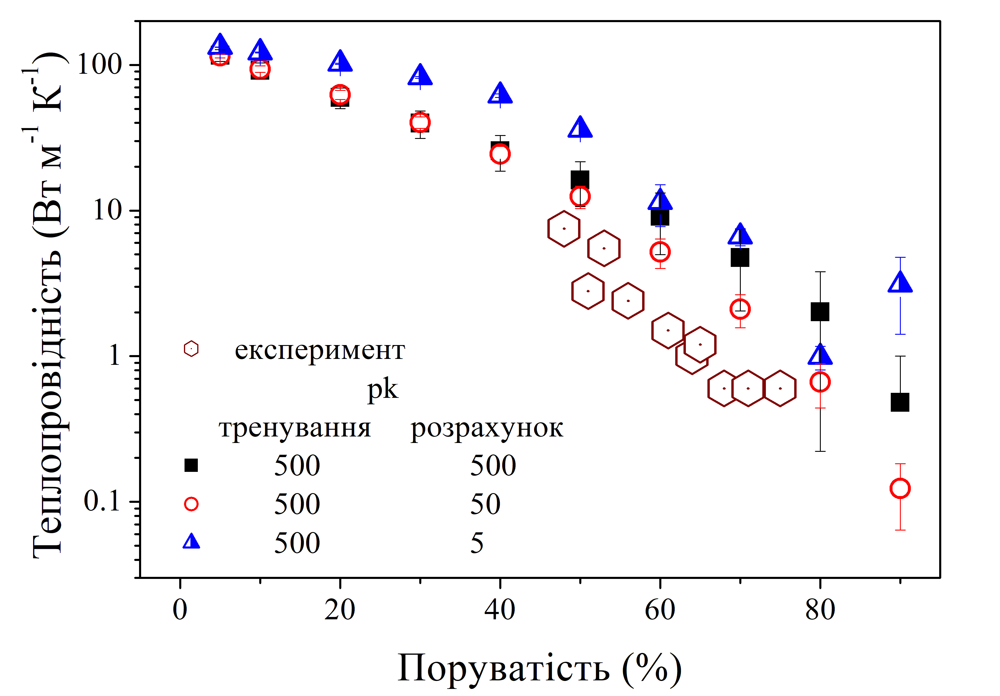 Теплопровідність (Вт м⁻¹ К⁻¹)
100
10
1
0.1
експеримент
pk
тренування розрахунок
500 500
500 50
500 5
0 20 40 60 80
Поруватість (%)